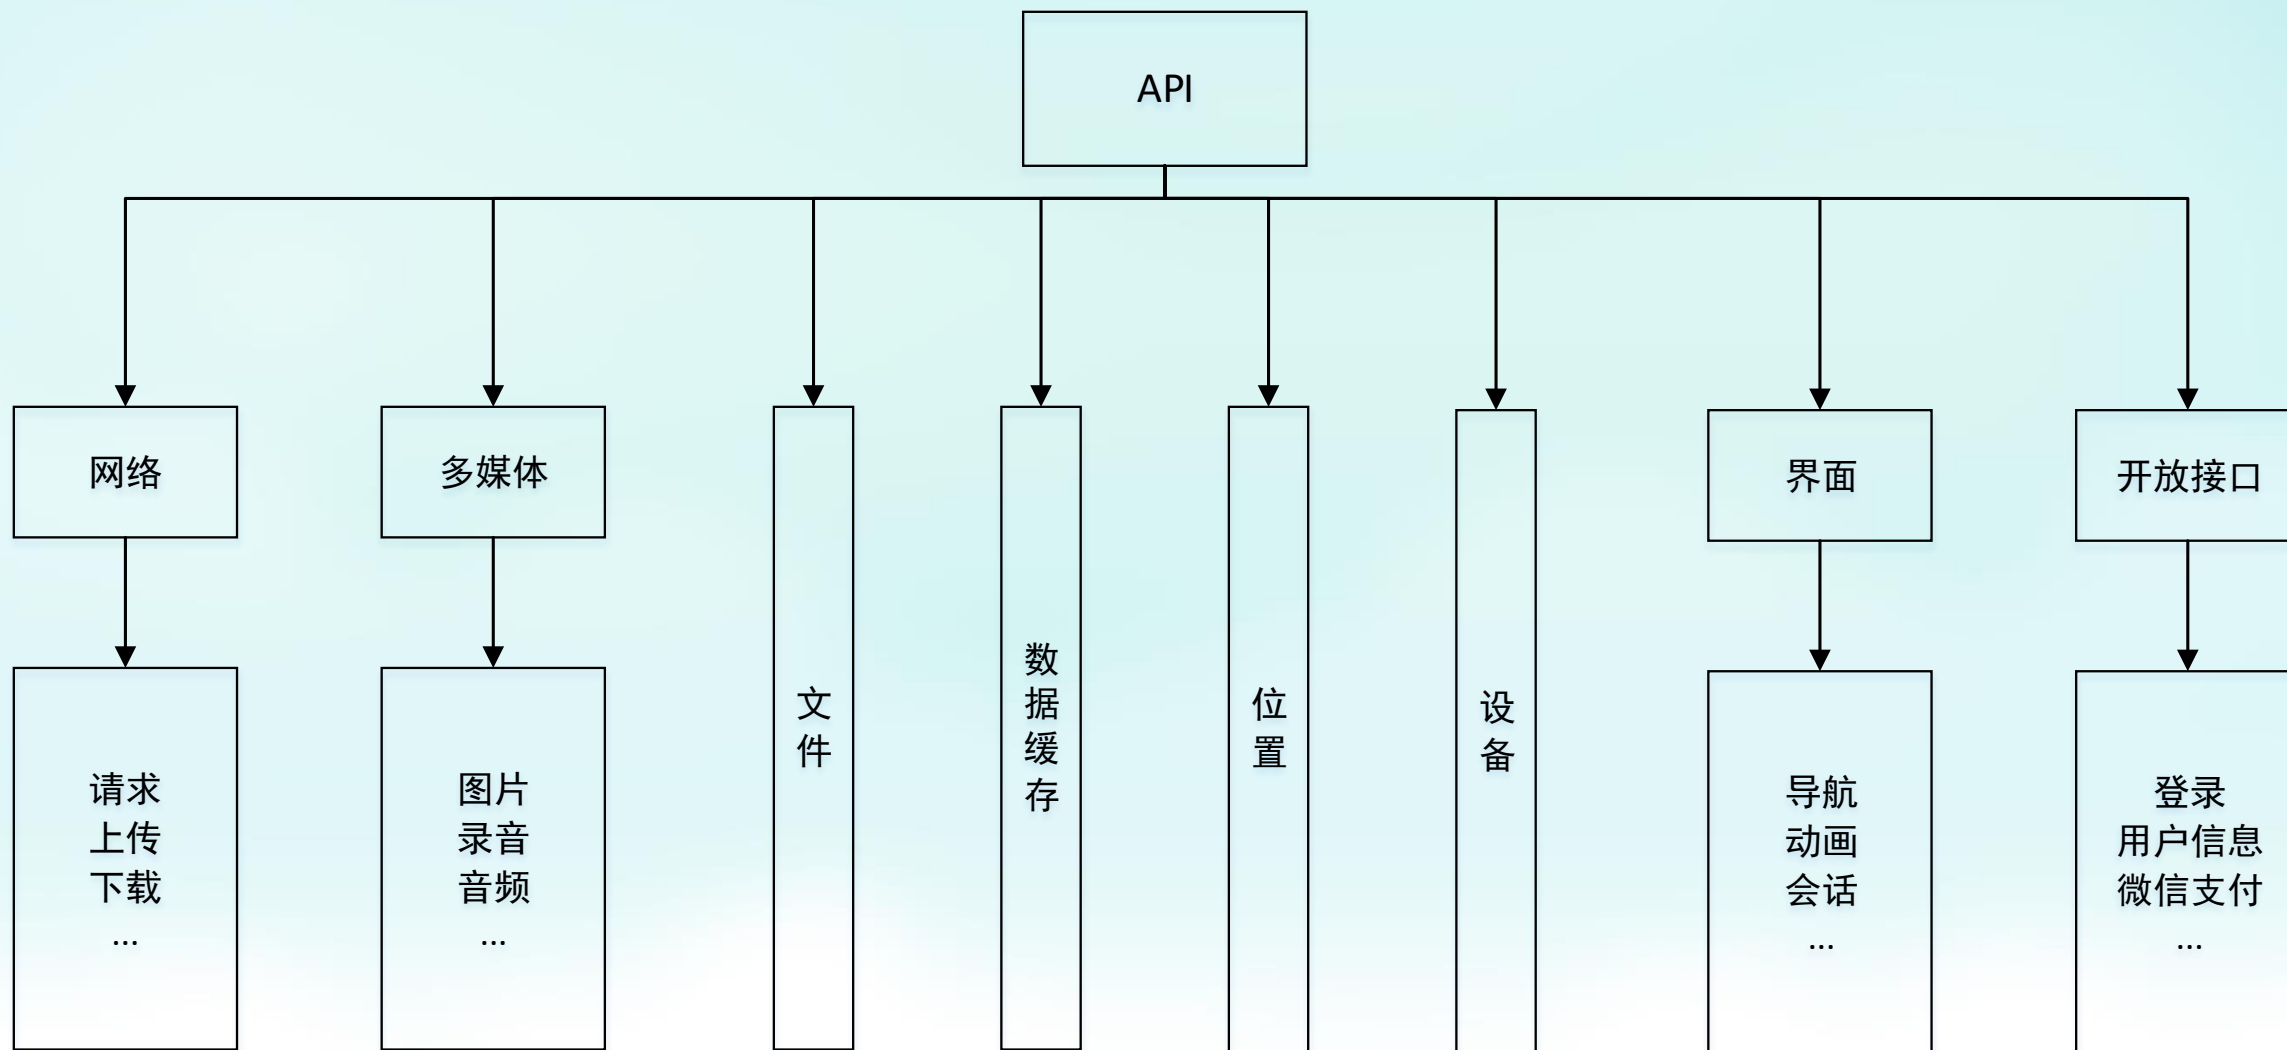 API
网络
多媒体
文件
数据缓存
位置
设备
界面
开放接口
请求
上传
下载
...
图片
录音
音频
...
导航
动画
会话
...
登录
用户信息
微信支付
...